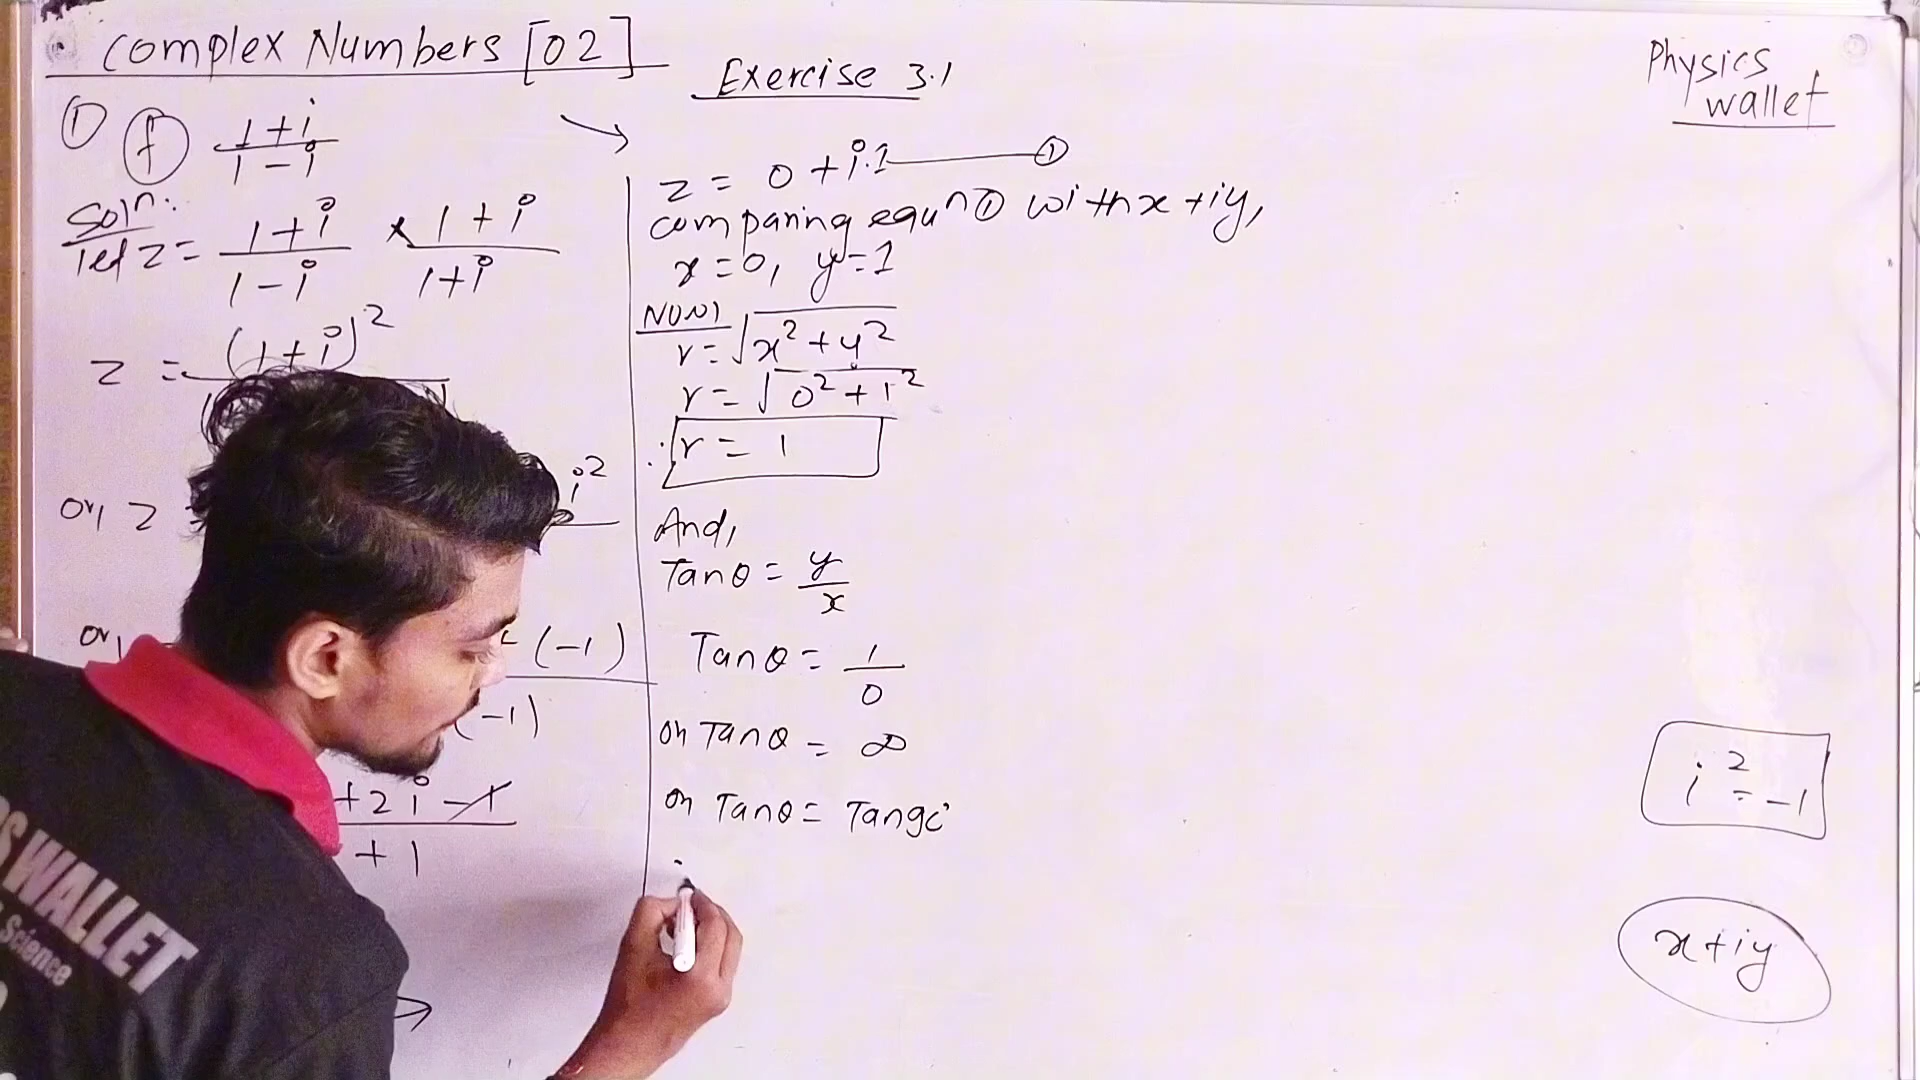 Complex Numbers [02]
Exercise 3.1
Physics
wallet
① ⓕ 1+i / 1-i
Soln.
let z = 1+i / 1-i × 1+i / 1+i
z = (1+i)²
or, z
i²
or,
(-1)
(-1)
+2i-1
+1
z = 0+i.1 ①
comparing equn ① with x+iy,
x=0, y=1
Now,
r = √x²+y²
r = √0²+1²
∴ r = 1
And,
Tanθ = y/x
Tanθ = 1/0
or Tanθ = ∞
or Tanθ = Tan90°
i² = -1
x+iy
WALLET
Science